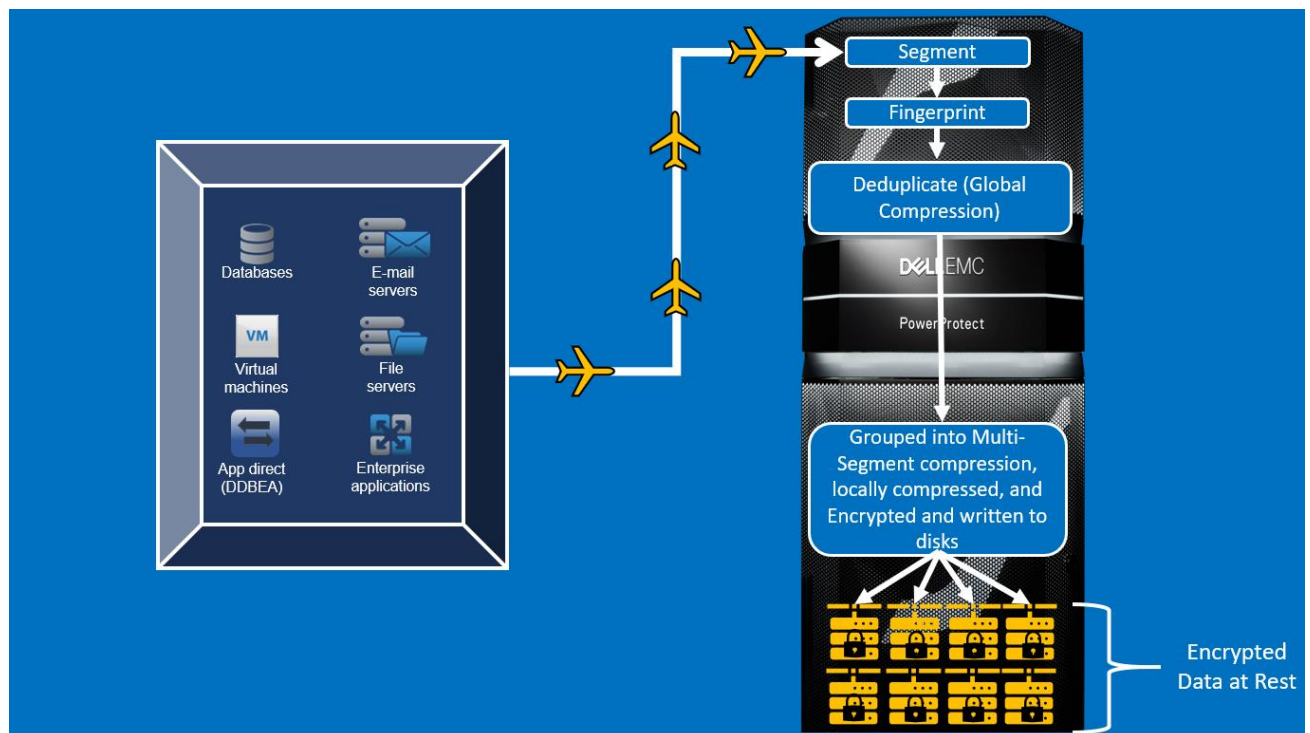 Segment
Fingerprint
Deduplicate (Global
Compression)
DELLEMC
PowerProtect
Databases
E-mail
servers
VM
Virtual
machines
File
servers
App direct
(DDBEA)
Enterprise
applications
Grouped into Multi-
Segment compression,
locally compressed, and
Encrypted and written to
disks
Encrypted
Data at Rest